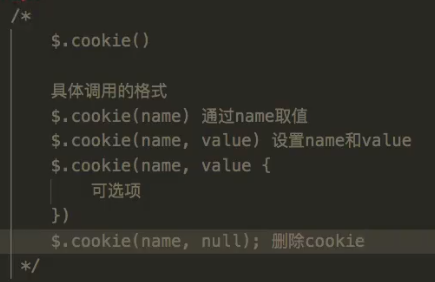 /*
$.cookie()
具体调用的格式
$.cookie(name) 通过name取值
$.cookie(name, value) 设置name和value
$.cookie(name, value {
可选项
})
$.cookie(name, null); 删除cookie
*/